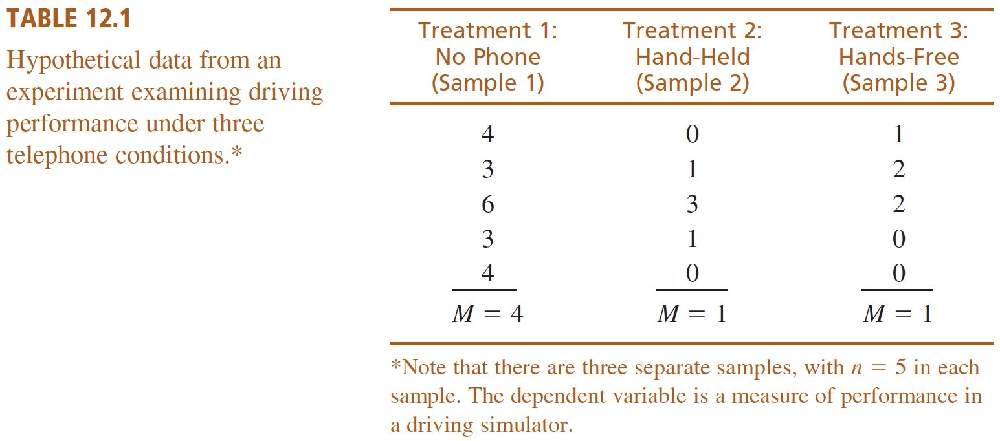 TABLE 12.1
Hypothetical data from an
experiment examining driving
performance under three
telephone conditions.*
Treatment 1: Treatment 2: Treatment 3:
No Phone Hand-Held Hands-Free
(Sample 1) (Sample 2) (Sample 3)
4 0 1
3 1 2
6 3 2
3 1 0
4 0 0
M = 4 M = 1 M = 1
*Note that there are three separate samples, with n = 5 in each
sample. The dependent variable is a measure of performance in
a driving simulator.